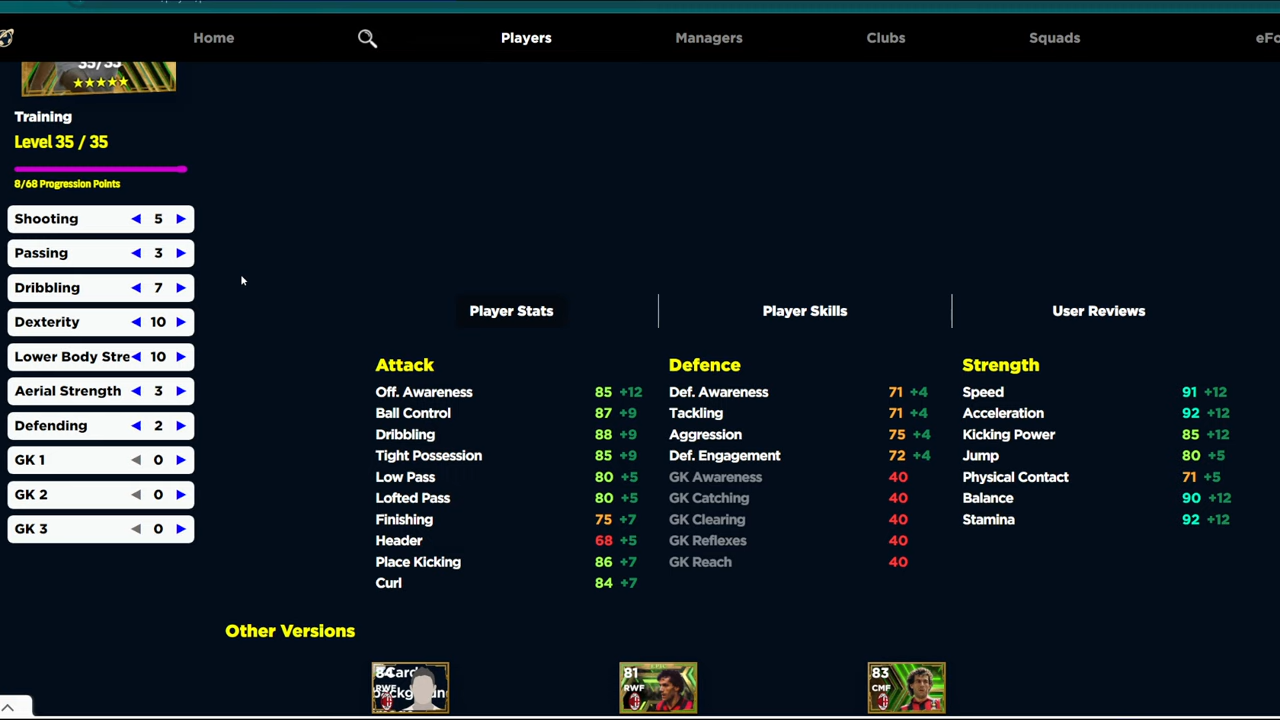 Home Players Managers Clubs Squads eFo
35/35
Training
Level 35 / 35
8/68 Progression Points
Shooting 5
Passing 3
Dribbling 7
Dexterity 10
Lower Body Stre 10
Aerial Strength 3
Defending 2
GK 1 0
GK 2 0
GK 3 0
Player Stats Player Skills User Reviews
Attack
Off. Awareness 85 +12
Ball Control 87 +9
Dribbling 88 +9
Tight Possession 85 +9
Low Pass 80 +5
Lofted Pass 80 +5
Finishing 75 +7
Header 68 +5
Place Kicking 86 +7
Curl 84 +7
Defence
Def. Awareness 71 +4
Tackling 71 +4
Aggression 75 +4
Def. Engagement 72 +4
GK Awareness 40
GK Catching 40
GK Clearing 40
GK Reflexes 40
GK Reach 40
Strength
Speed 91 +12
Acceleration 92 +12
Kicking Power 85 +12
Jump 80 +5
Physical Contact 71 +5
Balance 90 +12
Stamina 92 +12
Other Versions
84 Card
RWF
backgroun
81
RWF
83
CMF